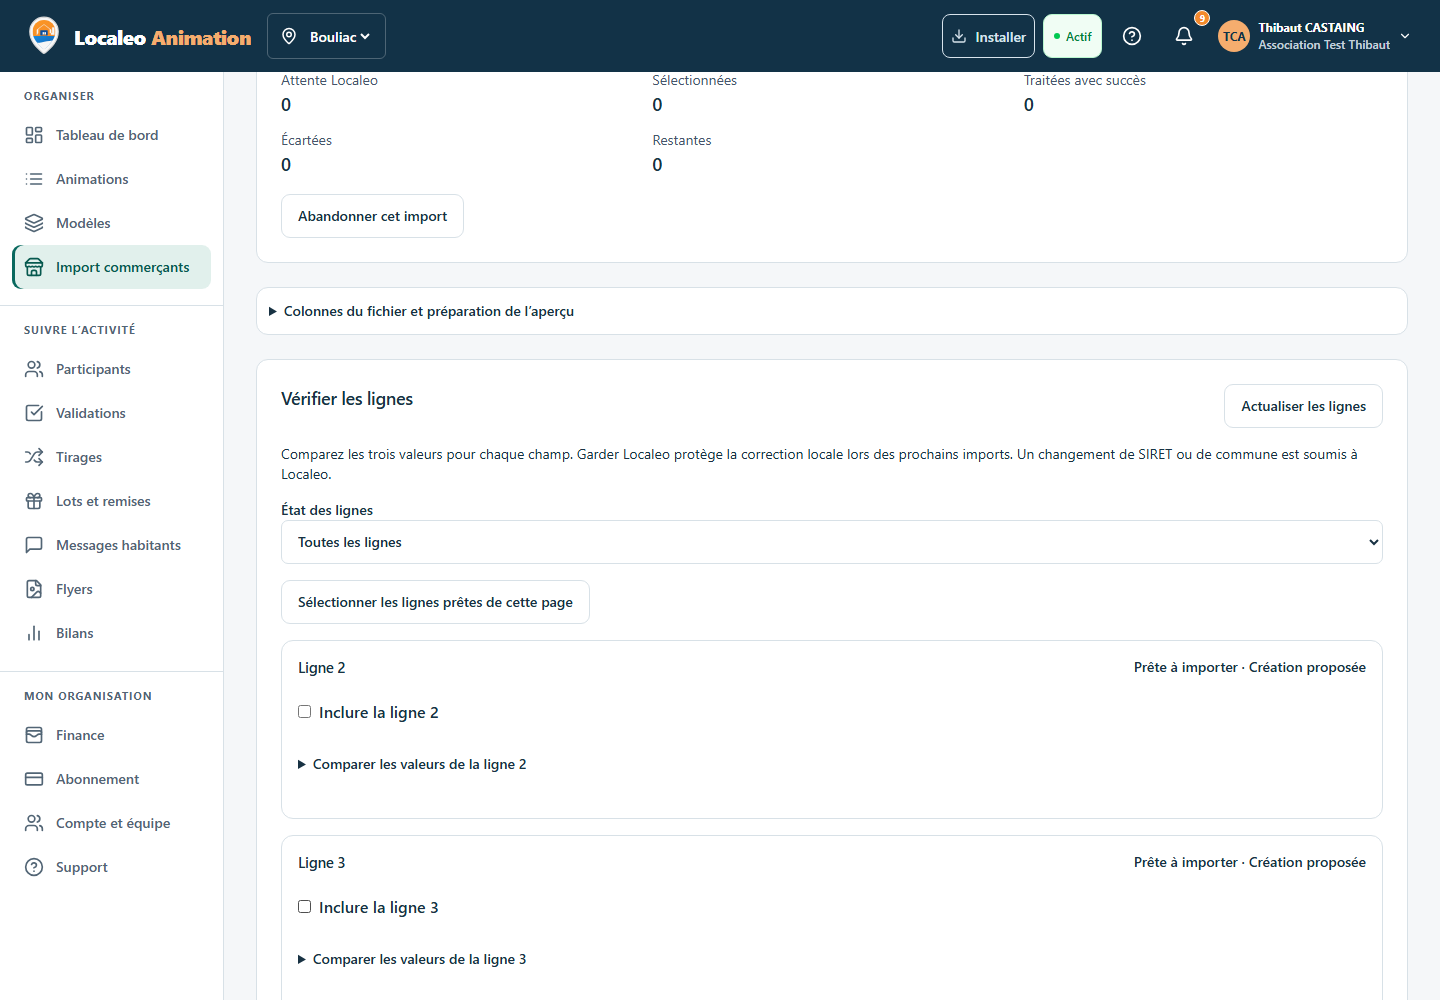 Localeo Animation
Bouliac
Installer
Actif
9
TCA
Thibaut CASTAING
Association Test Thibaut
ORGANISER
Tableau de bord
Animations
Modèles
Import commerçants
SUIVRE L’ACTIVITÉ
Participants
Validations
Tirages
Lots et remises
Messages habitants
Flyers
Bilans
MON ORGANISATION
Finance
Abonnement
Compte et équipe
Support
Attente Localeo
0
Sélectionnées
0
Traitées avec succès
0
Écartées
0
Restantes
0
Abandonner cet import
Colonnes du fichier et préparation de l’aperçu
Vérifier les lignes
Actualiser les lignes
Comparez les trois valeurs pour chaque champ. Garder Localeo protège la correction locale lors des prochains imports. Un changement de SIRET ou de commune est soumis à
Localeo.
État des lignes
Toutes les lignes
Sélectionner les lignes prêtes de cette page
Ligne 2
Prête à importer · Création proposée
Inclure la ligne 2
Comparer les valeurs de la ligne 2
Ligne 3
Prête à importer · Création proposée
Inclure la ligne 3
Comparer les valeurs de la ligne 3